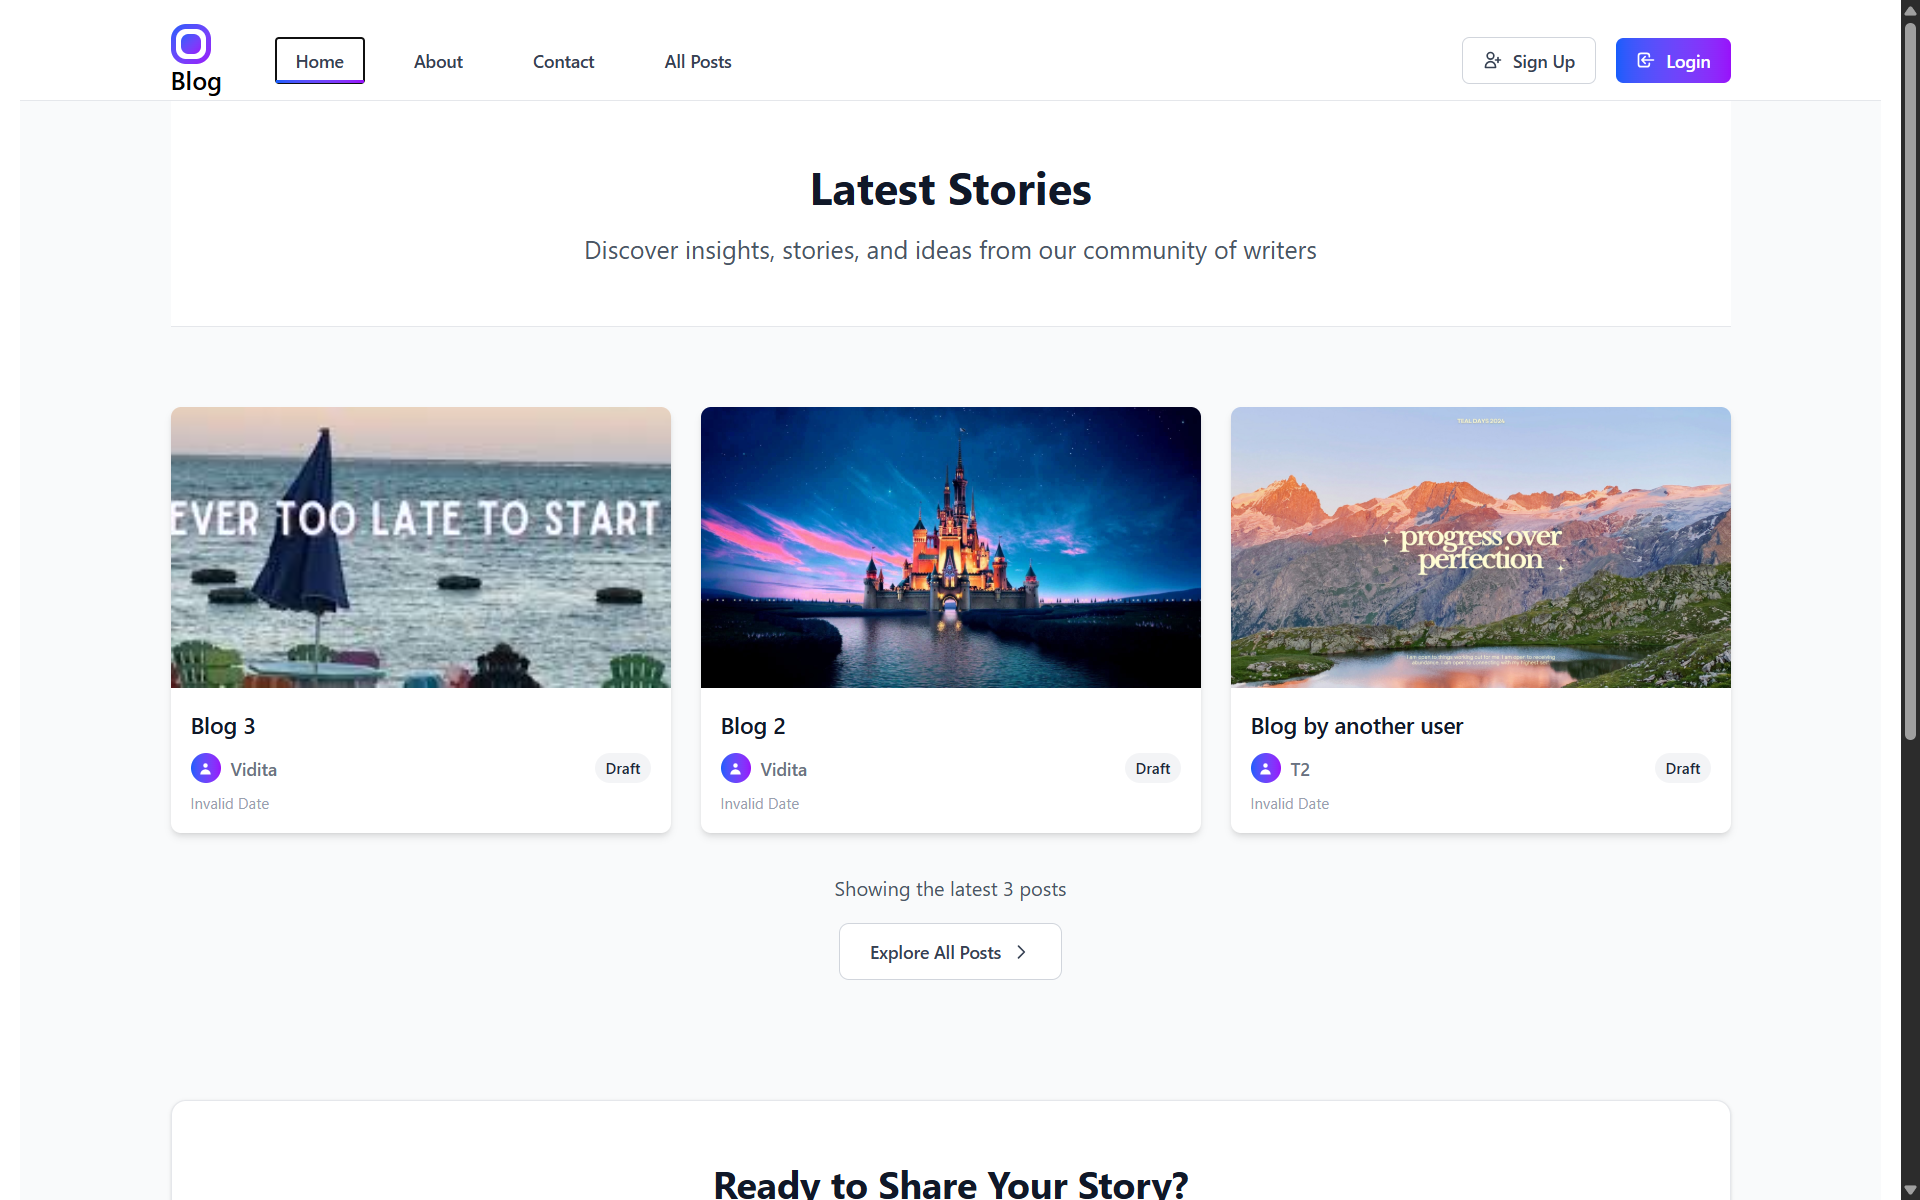 Blog
Home
About
Contact
All Posts
Sign Up
Login
Latest Stories
Discover insights, stories, and ideas from our community of writers
EVER TOO LATE TO START
TEAL DAYS 2024
progress over
perfection
Blog 3
Vidita
Draft
Invalid Date
Blog 2
Vidita
Draft
Invalid Date
Blog by another user
T2
Draft
Invalid Date
Showing the latest 3 posts
Explore All Posts
Ready to Share Your Story?